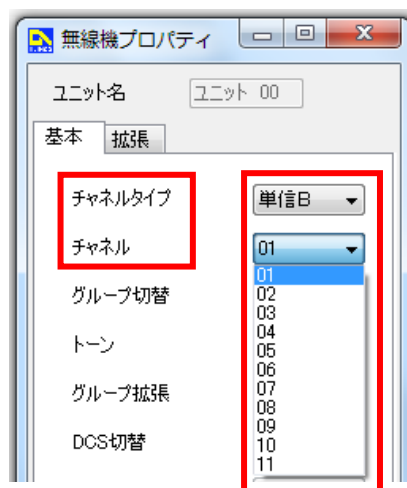 無線機プロパティ
ユニット名 ユニット 00
基本 拡張
チャネルタイプ 単信B
チャネル 01
01
グループ切替 02
03
トーン 04
05
06
グループ拡張 07
08
09
DCS切替 10
11